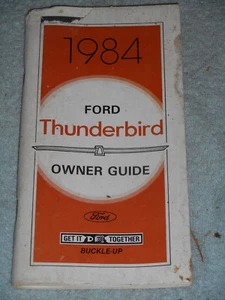 1984
FORD
Thunderbird
OWNER GUIDE
Ford
GET IT TOGETHER
BUCKLE-UP